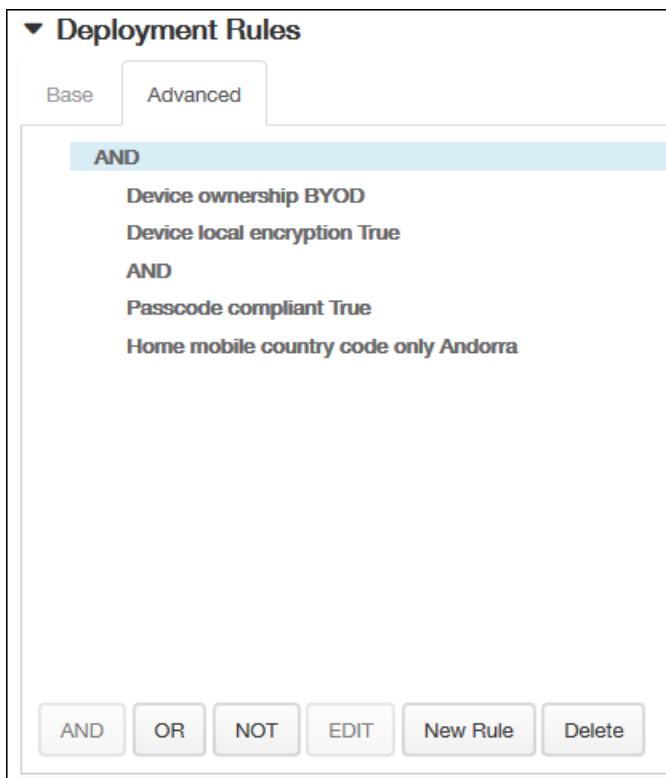 Deployment Rules
Base Advanced
AND
Device ownership BYOD
Device local encryption True
AND
Passcode compliant True
Home mobile country code only Andorra
AND OR NOT EDIT New Rule Delete